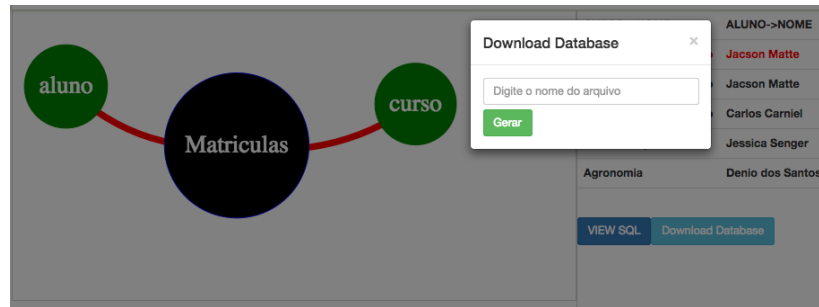 aluno
Matriculas
curso
Download Database
×
Digite o nome do arquivo
Gerar
ALUNO->NOME
Jacson Matte
Jacson Matte
Carlos Carniel
Jessica Senger
Agronomia Denio dos Santos
VIEW SQL Download Database